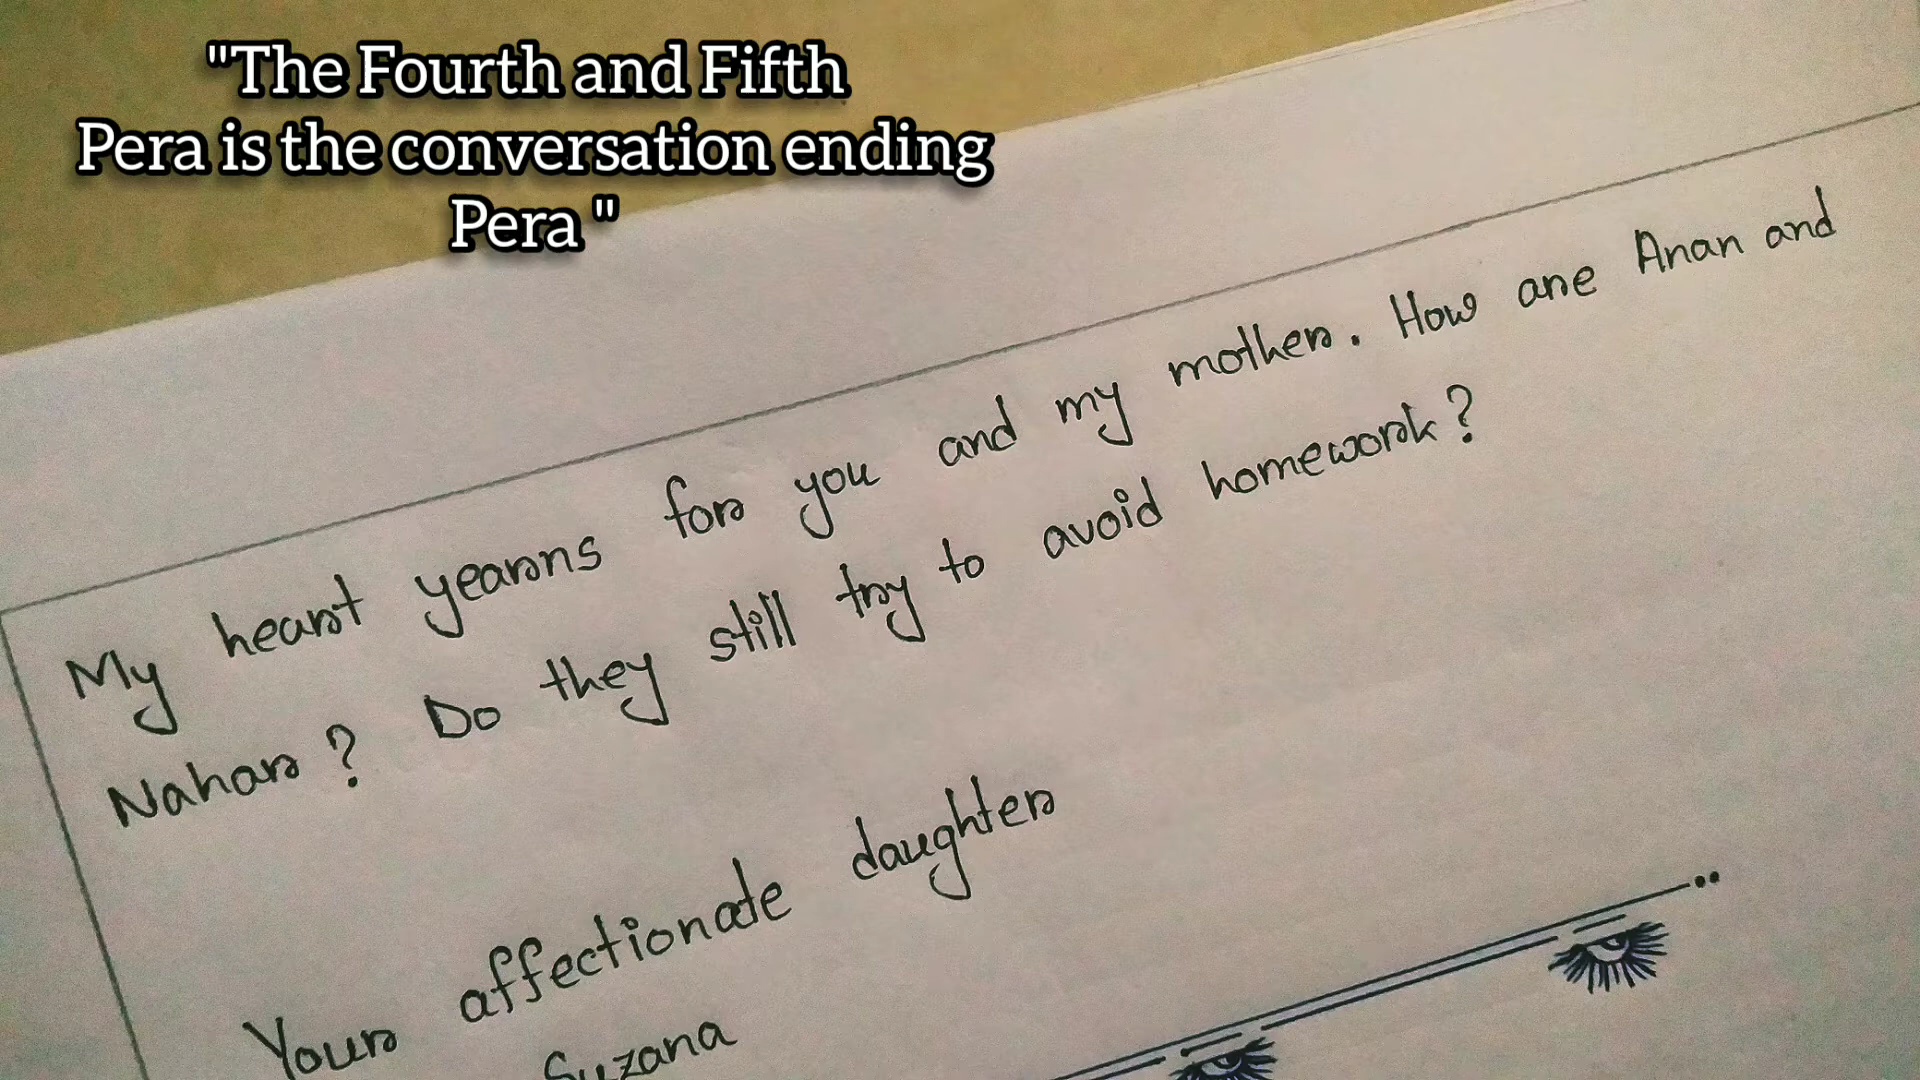 "The Fourth and Fifth
Pera is the conversation ending
Pera "
My heart yearns for you and my mother. How are Anan and
Nahar? Do they still try to avoid homework?
Your affectionate daughter
Suzana